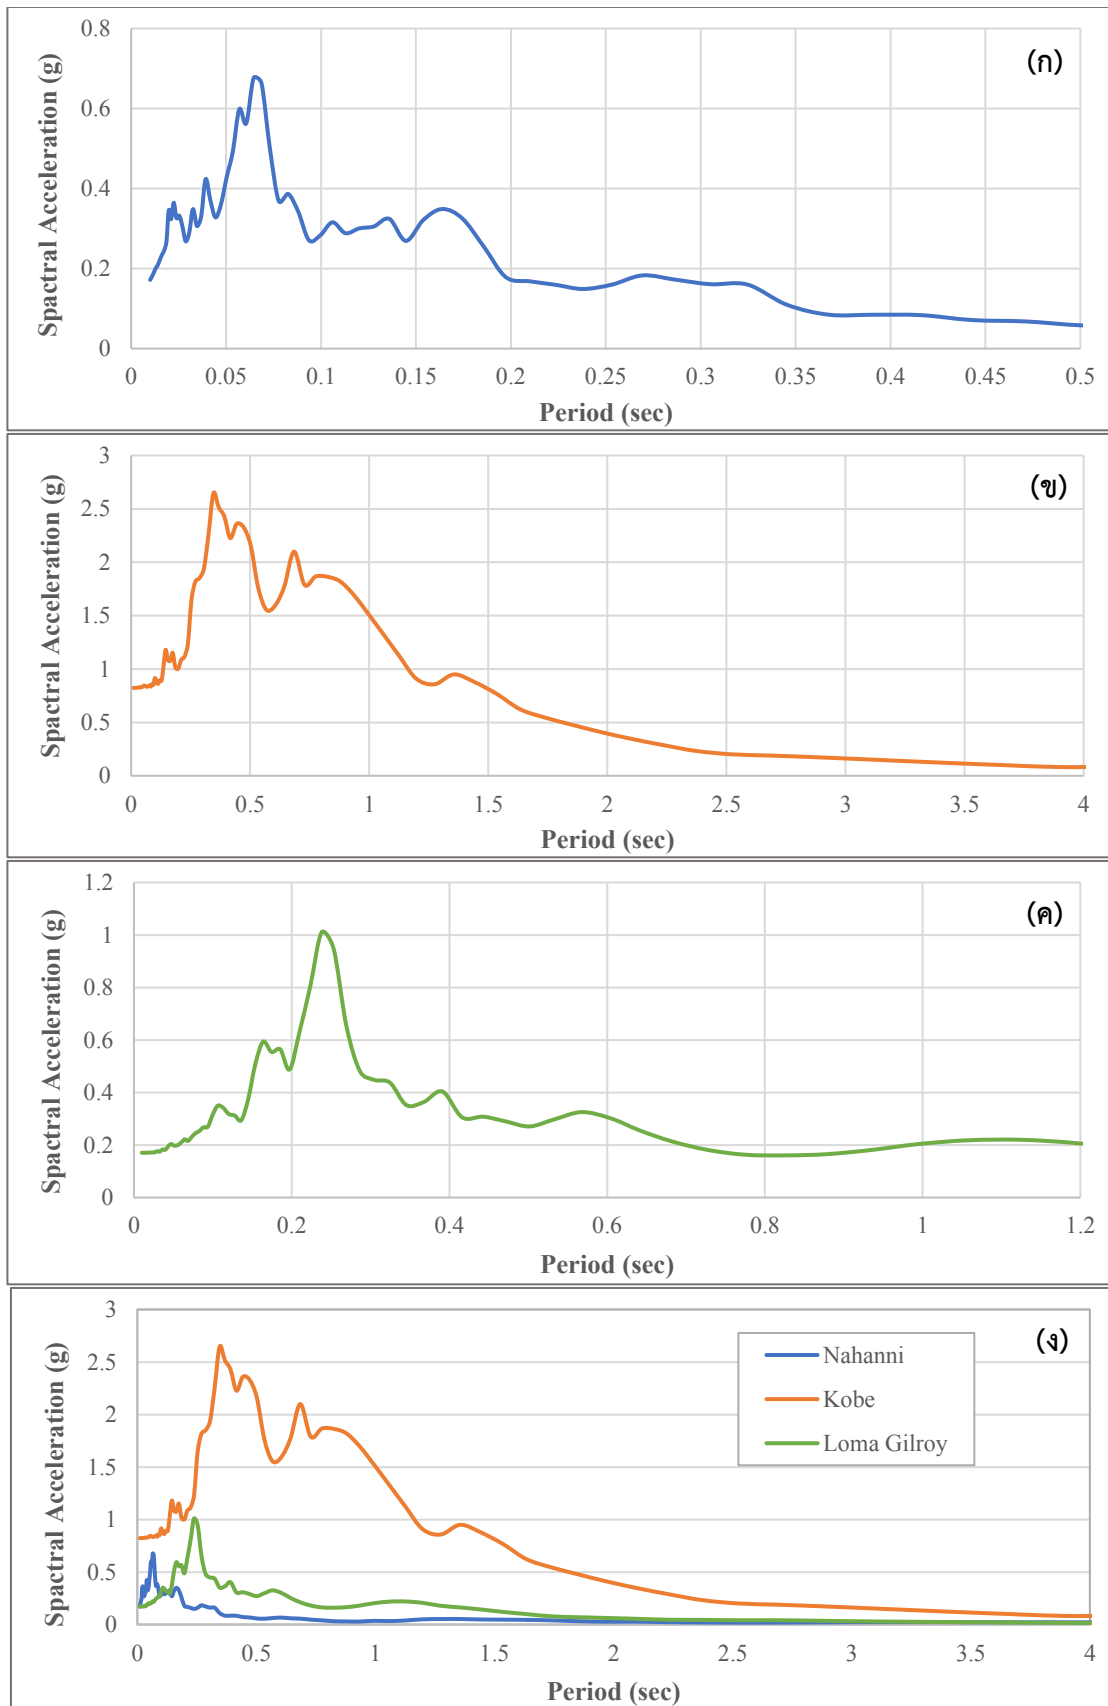 (ก)
Spactral Acceleration (g)
0.8
0.6
0.4
0.2
0
0 0.05 0.1 0.15 0.2 0.25 0.3 0.35 0.4 0.45 0.5
Period (sec)
(ข)
Spactral Acceleration (g)
3
2.5
2
1.5
1
0.5
0
0 0.5 1 1.5 2 2.5 3 3.5 4
Period (sec)
(ค)
Spactral Acceleration (g)
1.2
1
0.8
0.6
0.4
0.2
0
0 0.2 0.4 0.6 0.8 1 1.2
Period (sec)
(ง)
Spactral Acceleration (g)
3
2.5
2
1.5
1
0.5
0
Nahanni
Kobe
Loma Gilroy
0 0.5 1 1.5 2 2.5 3 3.5 4
Period (sec)